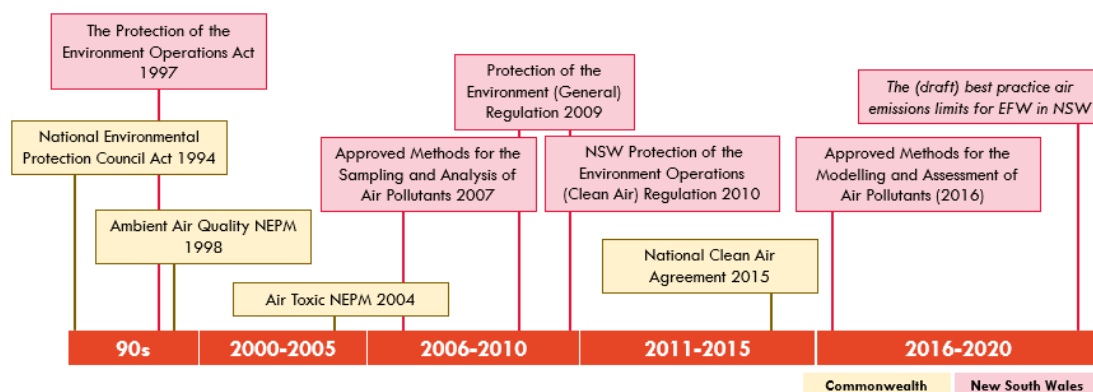 The Protection of the
Environment Operations Act
1997
National Environmental
Protection Council Act 1994
Ambient Air Quality NEPM
1998
Air Toxic NEPM 2004
Approved Methods for the
Sampling and Analysis of
Air Pollutants 2007
Protection of the
Environment (General)
Regulation 2009
NSW Protection of the
Environment Operations
(Clean Air) Regulation 2010
National Clean Air
Agreement 2015
The (draft) best practice air
emissions limits for EFW in NSW
Approved Methods for the
Modelling and Assessment of
Air Pollutants (2016)
90s
2000-2005
2006-2010
2011-2015
2016-2020
Commonwealth
New South Wales